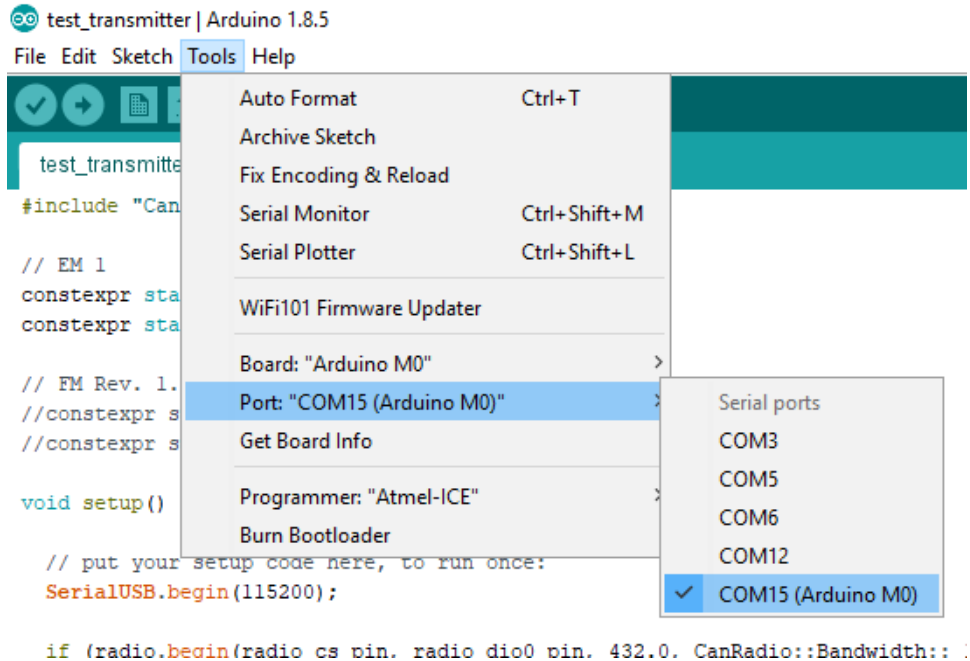 test_transmitter | Arduino 1.8.5
File Edit Sketch Tools Help
Auto Format Ctrl+T
Archive Sketch
Fix Encoding & Reload
Serial Monitor Ctrl+Shift+M
Serial Plotter Ctrl+Shift+L
WiFi101 Firmware Updater
Board: "Arduino M0"
Port: "COM15 (Arduino M0)"
Get Board Info
Programmer: "Atmel-ICE"
Burn Bootloader
Serial ports
COM3
COM5
COM6
COM12
COM15 (Arduino M0)
test_transmitte
#include "Can
// EM 1
constexpr sta
constexpr sta
// FM Rev. 1.
//constexpr s
//constexpr s
void setup()
// put your setup code here, to run once:
SerialUSB.begin(115200);
if (radio.begin(radio_cs_pin, radio_dio0_pin, 432.0, CanRadio::Bandwidth::